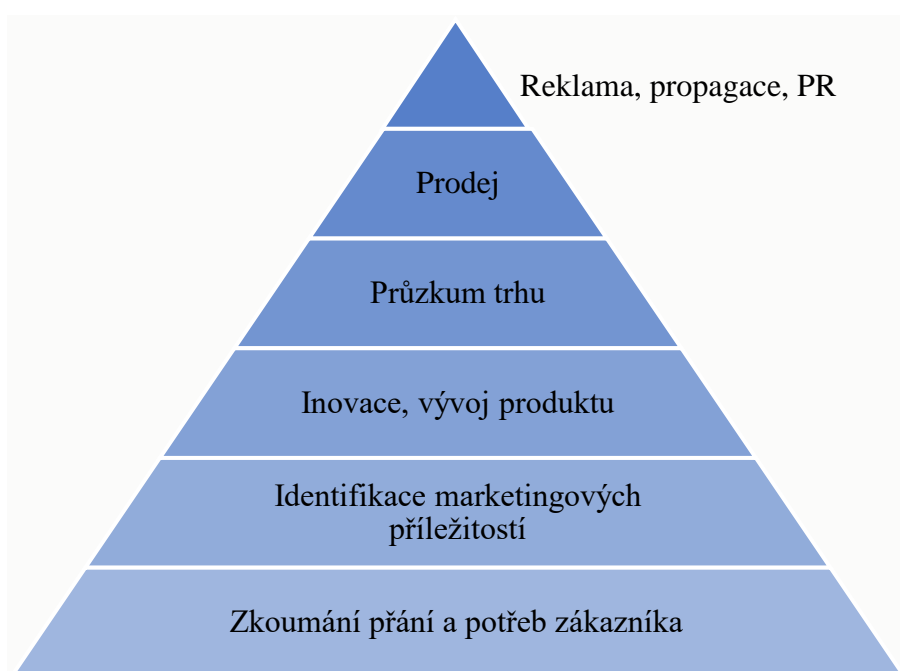 Reklama, propagace, PR
Prodej
Průzkum trhu
Inovace, vývoj produktu
Identifikace marketingových
příležitostí
Zkoumání přání a potřeb zákazníka